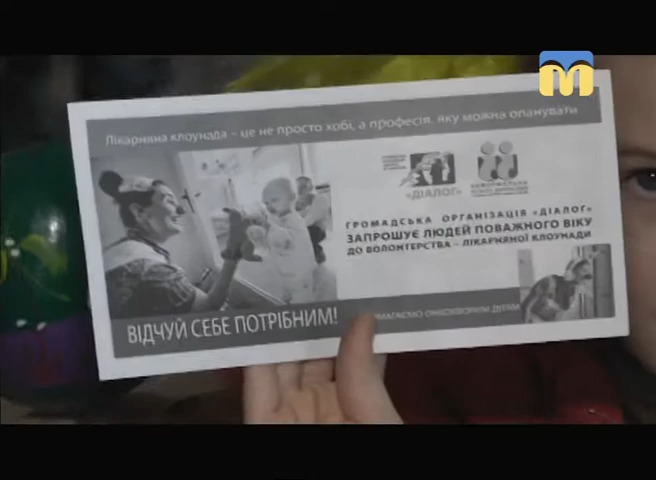 Лікарняна клоунада – це не просто хобі, а професія, яку можна опанувати
«ДІАЛОГ»
ГРОМАДСЬКА ОРГАНІЗАЦІЯ «ДІАЛОГ»
ЗАПРОШУЄ ЛЮДЕЙ ПОВАЖНОГО ВІКУ
ДО ВОЛОНТЕРСТВА – ЛІКАРНЯНОЇ КЛОУНАДИ
ВІДЧУЙ СЕБЕ ПОТРІБНИМ!
ОНКОХВОРИМ ДІТЯМ
М